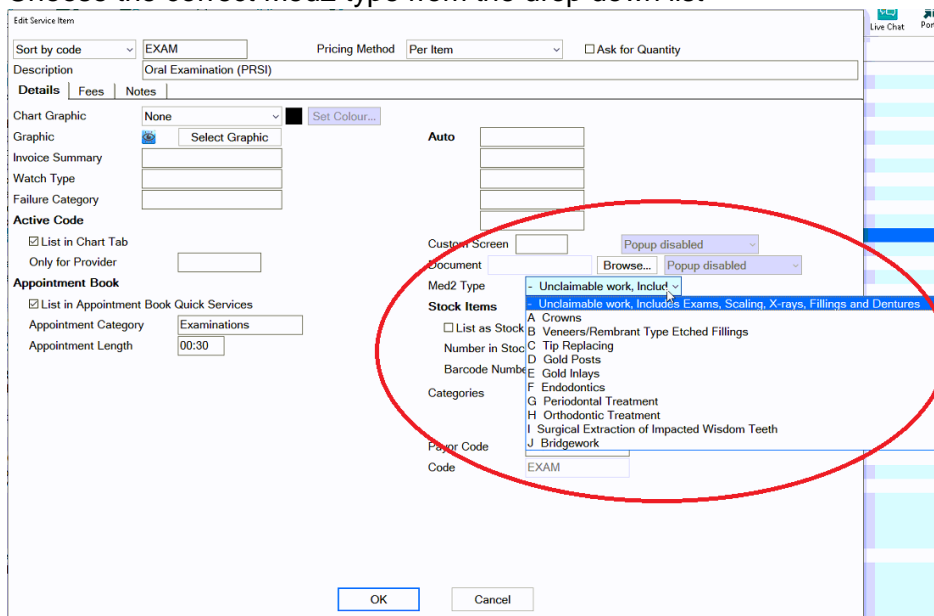 Choose the correct Med2 type from the drop down list
Edit Service Item
Live Chat
Sort by code EXAM Pricing Method Per Item Ask for Quantity
Description Oral Examination (PRSI)
Details Fees Notes
Chart Graphic None Set Colour...
Graphic Select Graphic Auto
Invoice Summary
Watch Type
Failure Category
Active Code
List in Chart Tab Custom Screen Popup disabled
Only for Provider Document Browse... Popup disabled
Appointment Book Med2 Type - Unclaimable work, Includ
List in Appointment Book Quick Services Stock Items - Unclaimable work, Includes Exams, Scaling, X-rays, Fillings and Dentures
Appointment Category Examinations List as Stock
Appointment Length 00:30 Number in Stoc
Barcode Numbe
Categories
A Crowns
B Veneers/Rembrant Type Etched Fillings
C Tip Replacing
D Gold Posts
E Gold Inlays
F Endodontics
G Periodontal Treatment
H Orthodontic Treatment
I Surgical Extraction of Impacted Wisdom Teeth
J Bridgework
Payor Code
Code EXAM
OK Cancel